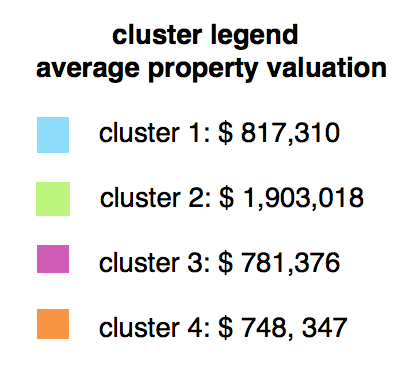 cluster legend
average property valuation
cluster 1: $ 817,310
cluster 2: $ 1,903,018
cluster 3: $ 781,376
cluster 4: $ 748, 347